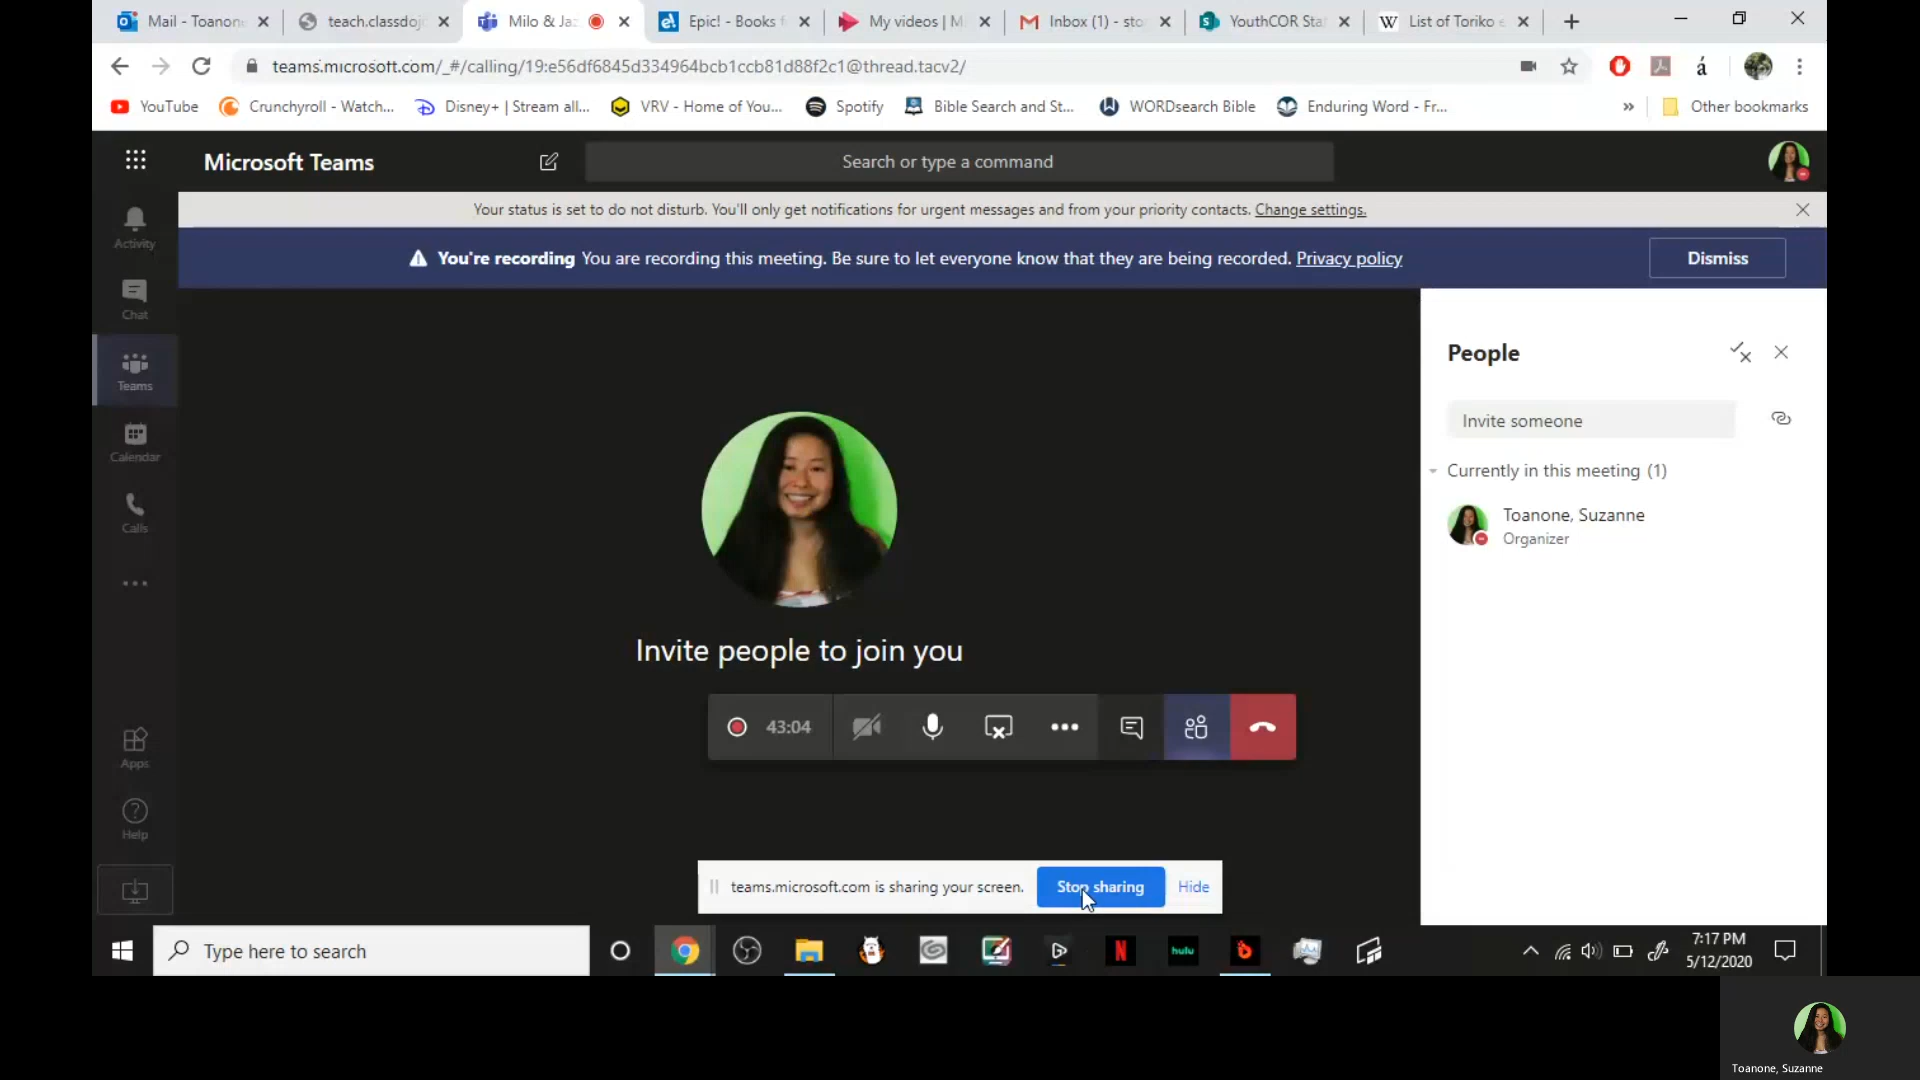 Mail - Toanone
teach.classdojo
Milo & Jaz
Epic! - Books f
My videos | M
Inbox (1) - sto
YouthCOR Sta
List of Toriko e
teams.microsoft.com/_#/calling/19:e56df6845d334964bcb1ccb81d88f2c1@thread.tacv2/
YouTube
Crunchyroll - Watch...
Disney+ | Stream all...
VRV - Home of You...
Spotify
Bible Search and St...
WORDsearch Bible
Enduring Word - Fr...
»
Other bookmarks
Microsoft Teams
Search or type a command
Your status is set to do not disturb. You'll only get notifications for urgent messages and from your priority contacts. Change settings.
You're recording You are recording this meeting. Be sure to let everyone know that they are being recorded. Privacy policy
Dismiss
Activity
Chat
Teams
Calendar
Calls
Apps
Help
People
Invite someone
Currently in this meeting (1)
Toanone, Suzanne
Organizer
Invite people to join you
43:04
teams.microsoft.com is sharing your screen.
Stop sharing
Hide
Type here to search
hulu
7:17 PM
5/12/2020
Toanone, Suzanne